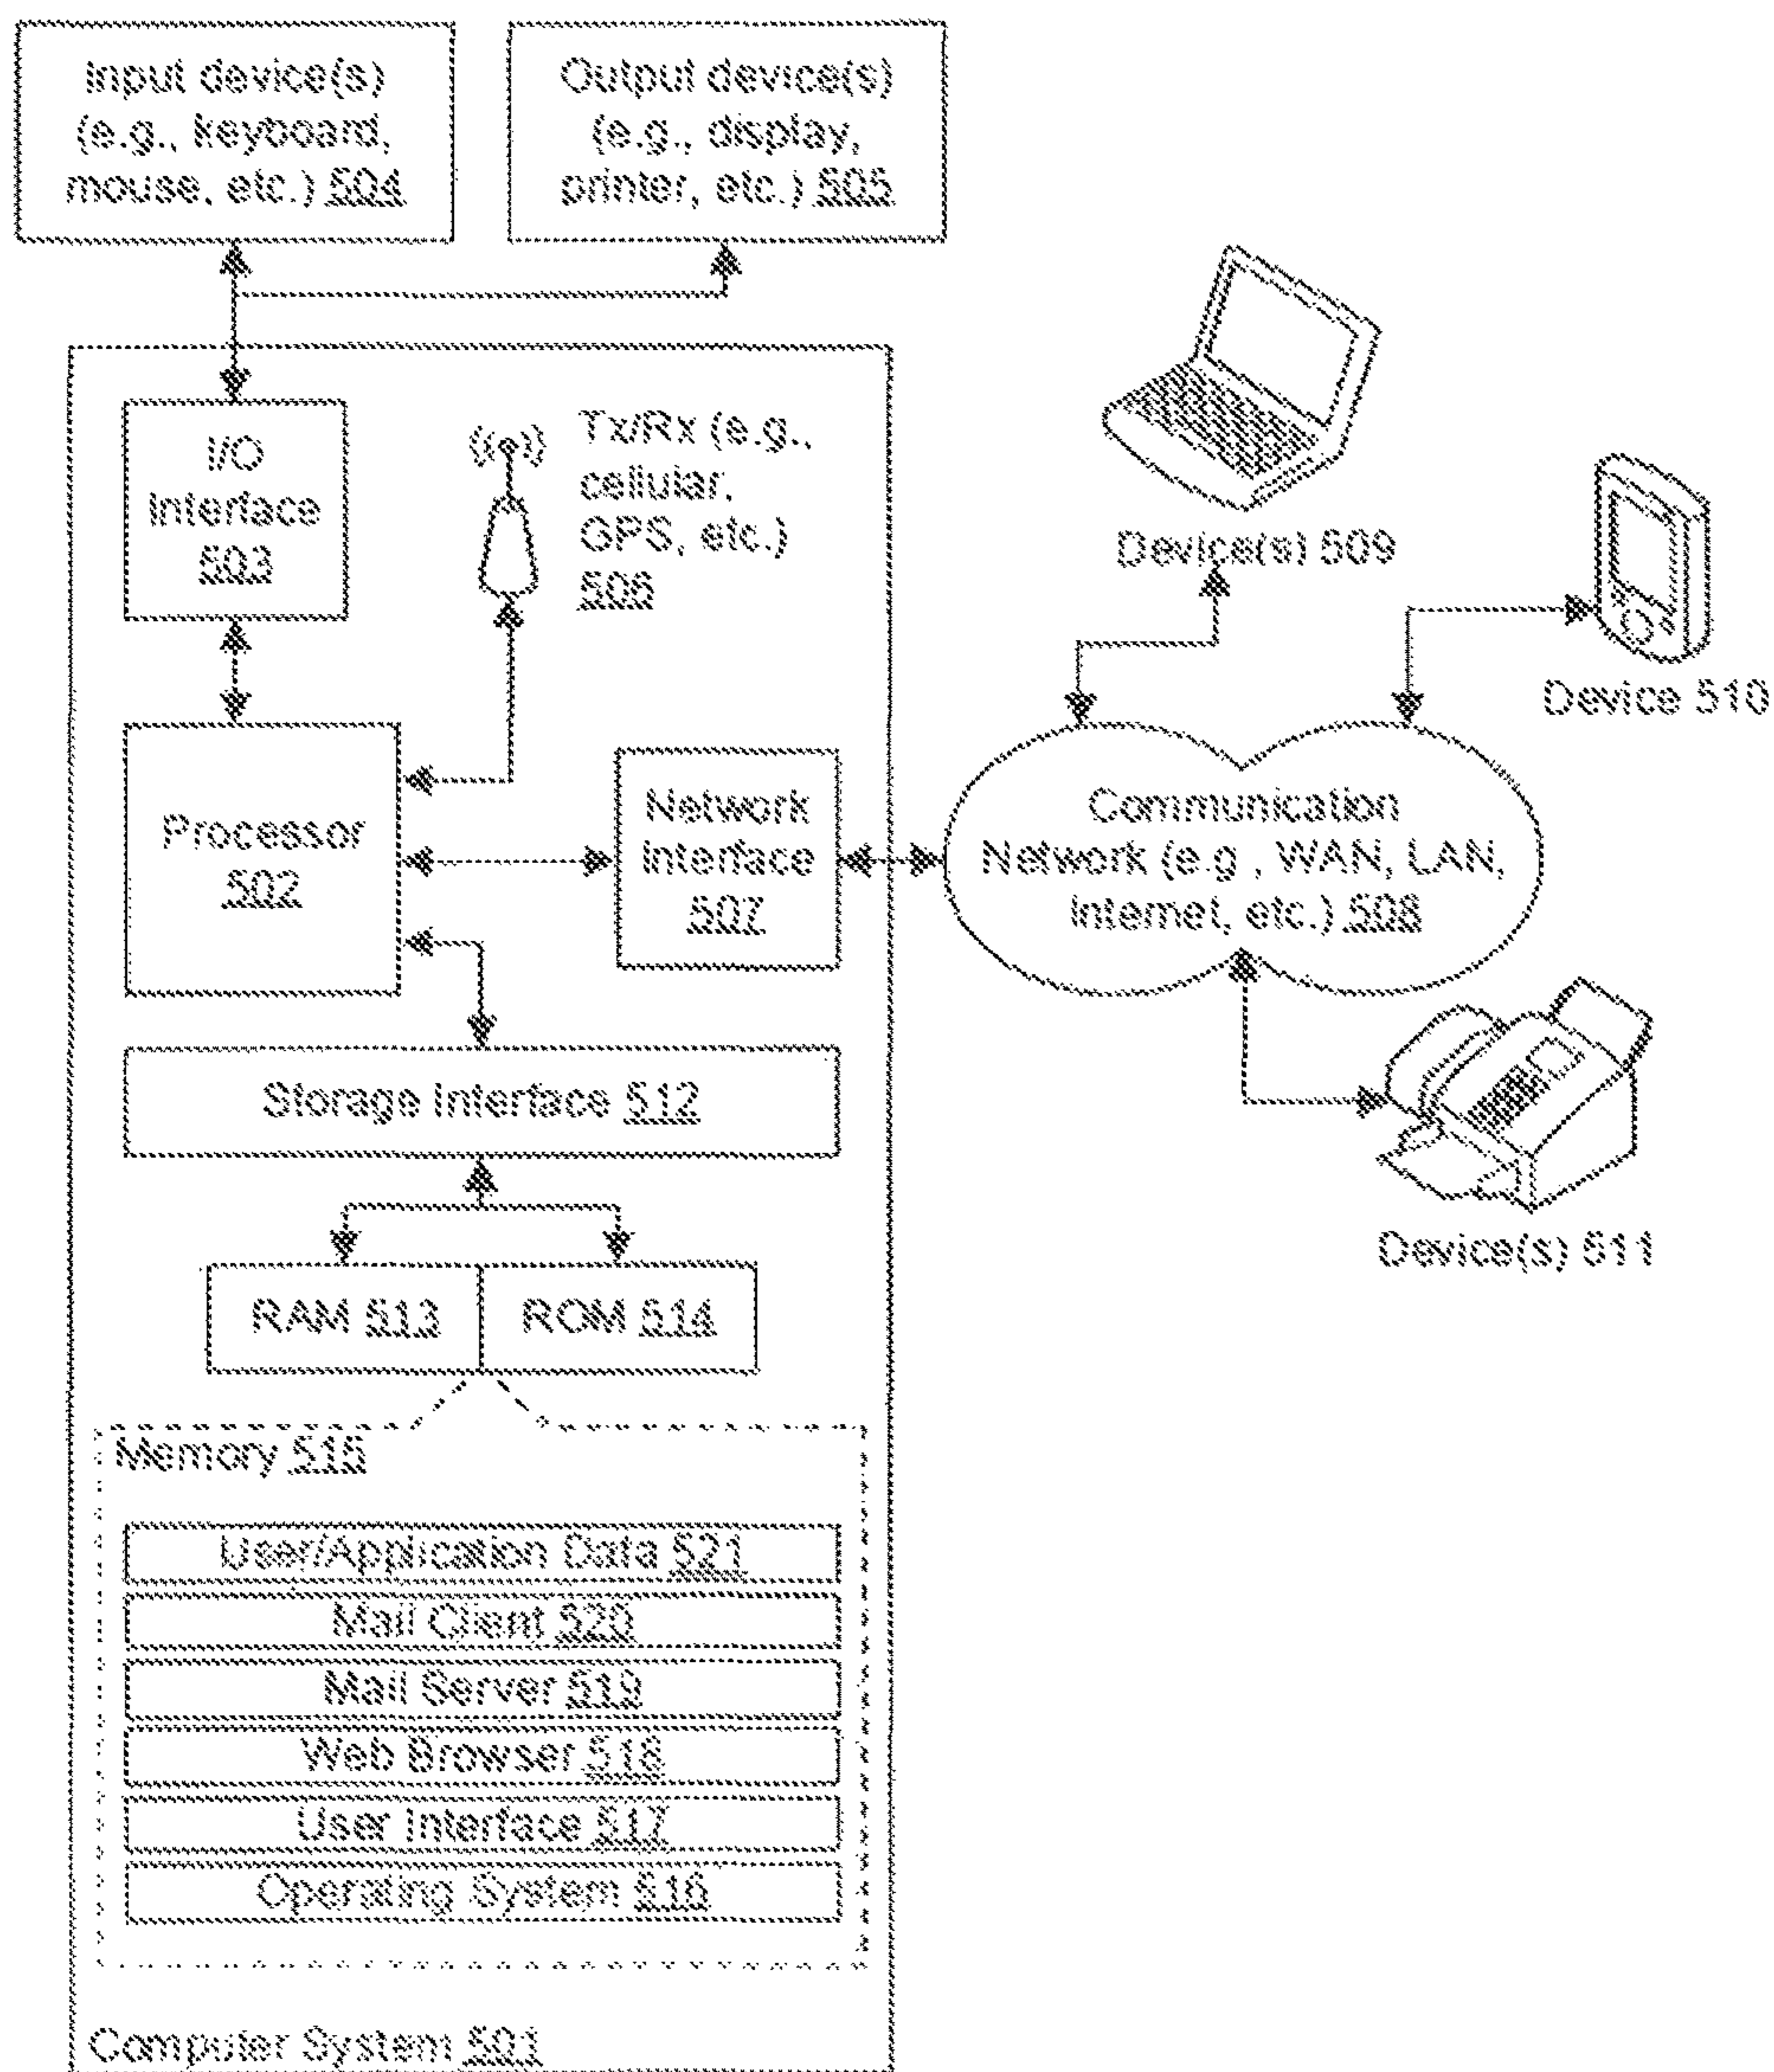 Input device(s)
(e.g., keyboard,
mouse, etc.) 504
Output device(s)
(e.g., display,
printer, etc.) 505
I/O
Interface
503
Tx/Rx (e.g.,
cellular,
GPS, etc.)
506
Processor
502
Network
Interface
507
Device(s) 509
Device 510
Communication
Network (e.g., WAN, LAN,
Internet, etc.) 508
Device(s) 511
Storage Interface 512
RAM 513
ROM 514
Memory 515
User/Application Data 521
Mail Client 520
Mail Server 519
Web Browser 518
User Interface 517
Operating System 516
Computer System 501